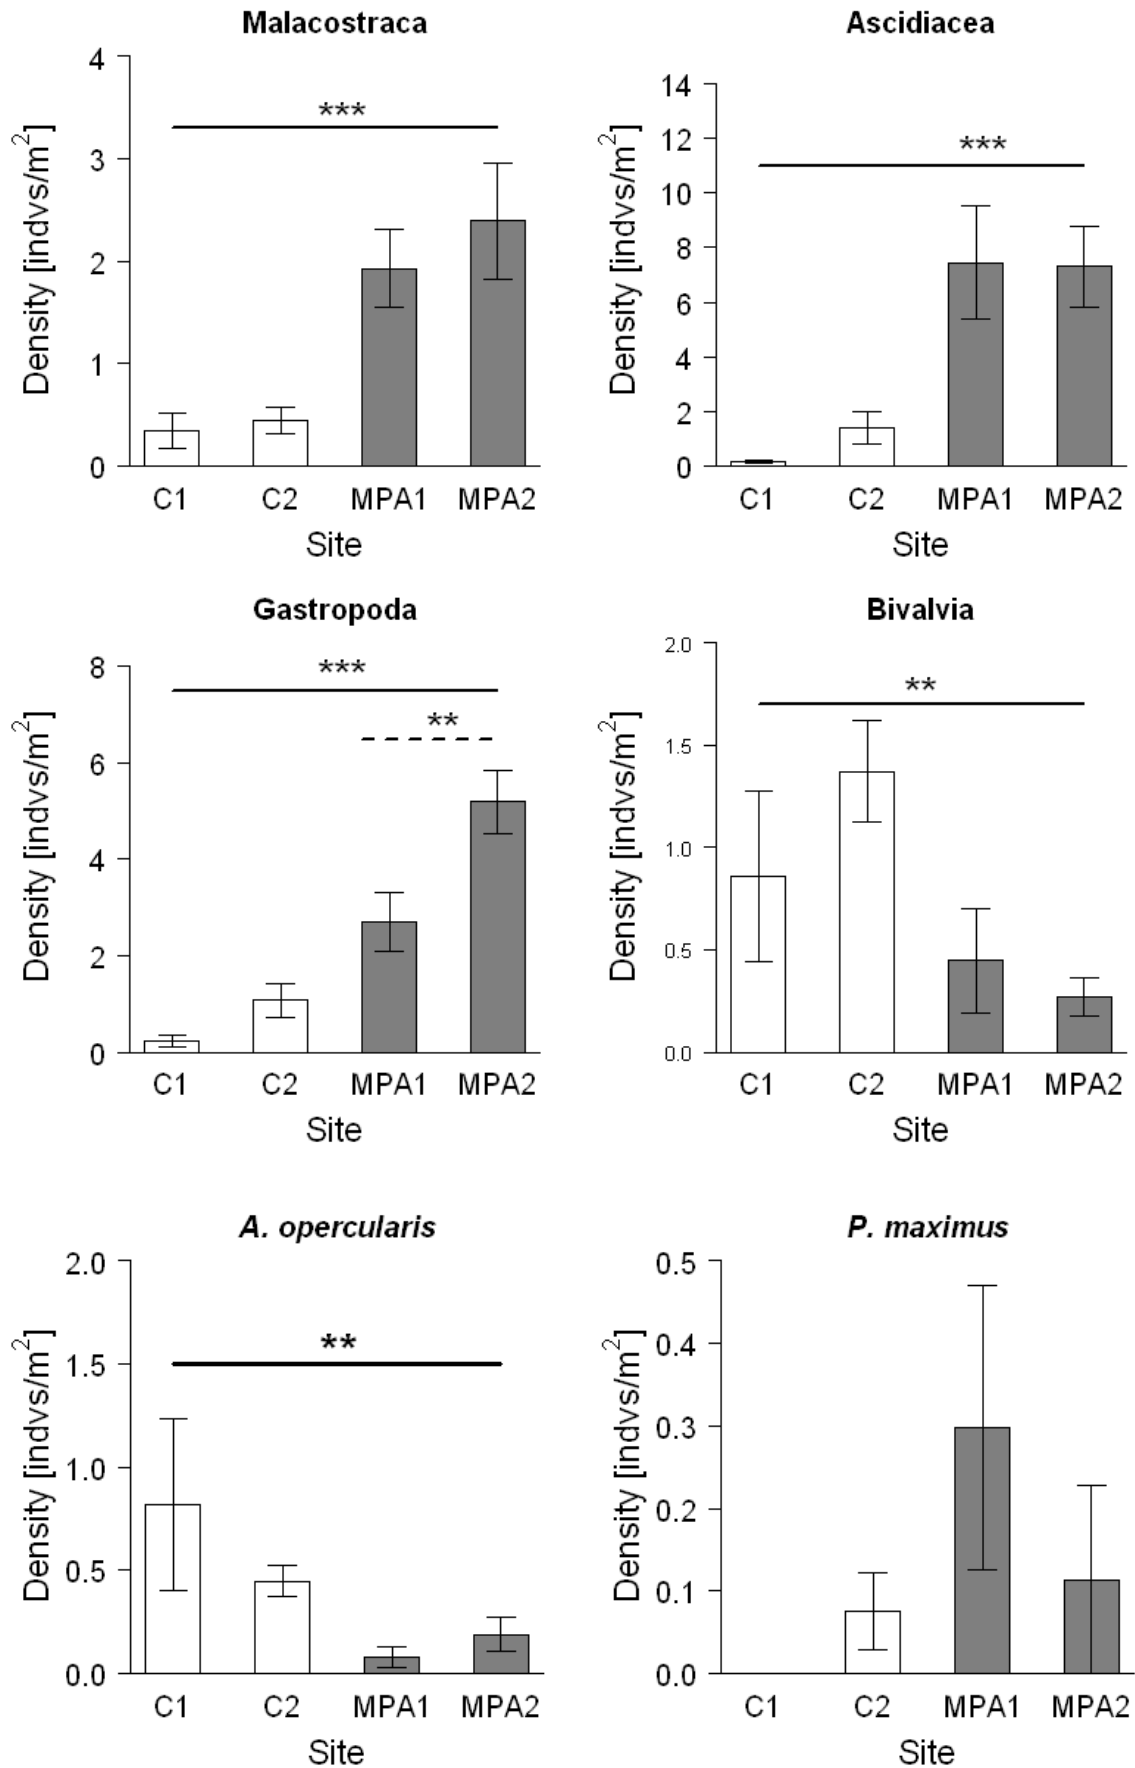 Malacostraca
Density [indvs/m²]
4
3
2
1
0
***
C1 C2 MPA1 MPA2
Site
Ascidiacea
Density [indvs/m²]
14
12
10
8
6
4
2
0
***
C1 C2 MPA1 MPA2
Site
Gastropoda
Density [indvs/m²]
8
6
4
2
0
***
**
C1 C2 MPA1 MPA2
Site
Bivalvia
Density [indvs/m²]
2.0
1.5
1.0
0.5
0.0
**
C1 C2 MPA1 MPA2
Site
A. opercularis
Density [indvs/m²]
2.0
1.5
1.0
0.5
0.0
**
C1 C2 MPA1 MPA2
Site
P. maximus
Density [indvs/m²]
0.5
0.4
0.3
0.2
0.1
0.0
C1 C2 MPA1 MPA2
Site